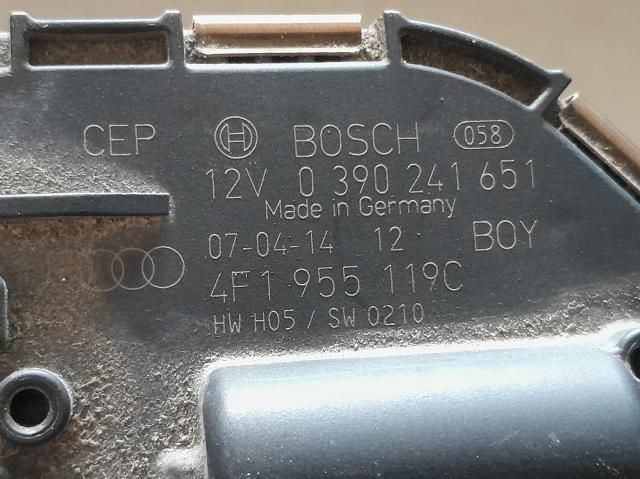 CEP BOSCH 058
12V 0 390 241 651
Made in Germany
07-04-14 12 BOY
4F1 955 119C
HW H05 / SW 0210